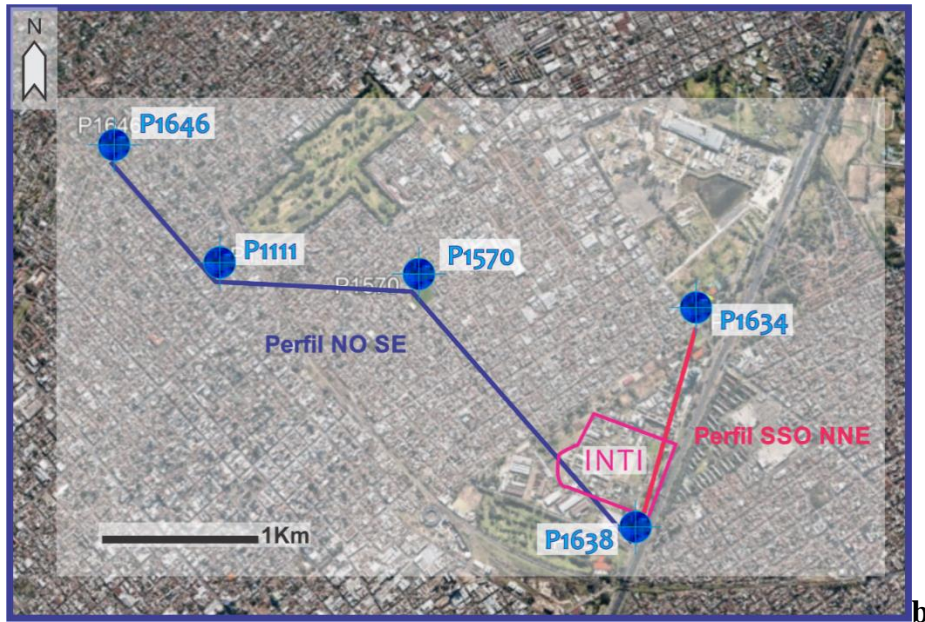 N
P1646
P1646
P1111
P1570
P1570
P1634
Perfil NO SE
Perfil SSO NNE
INTI
1Km
P1638
b